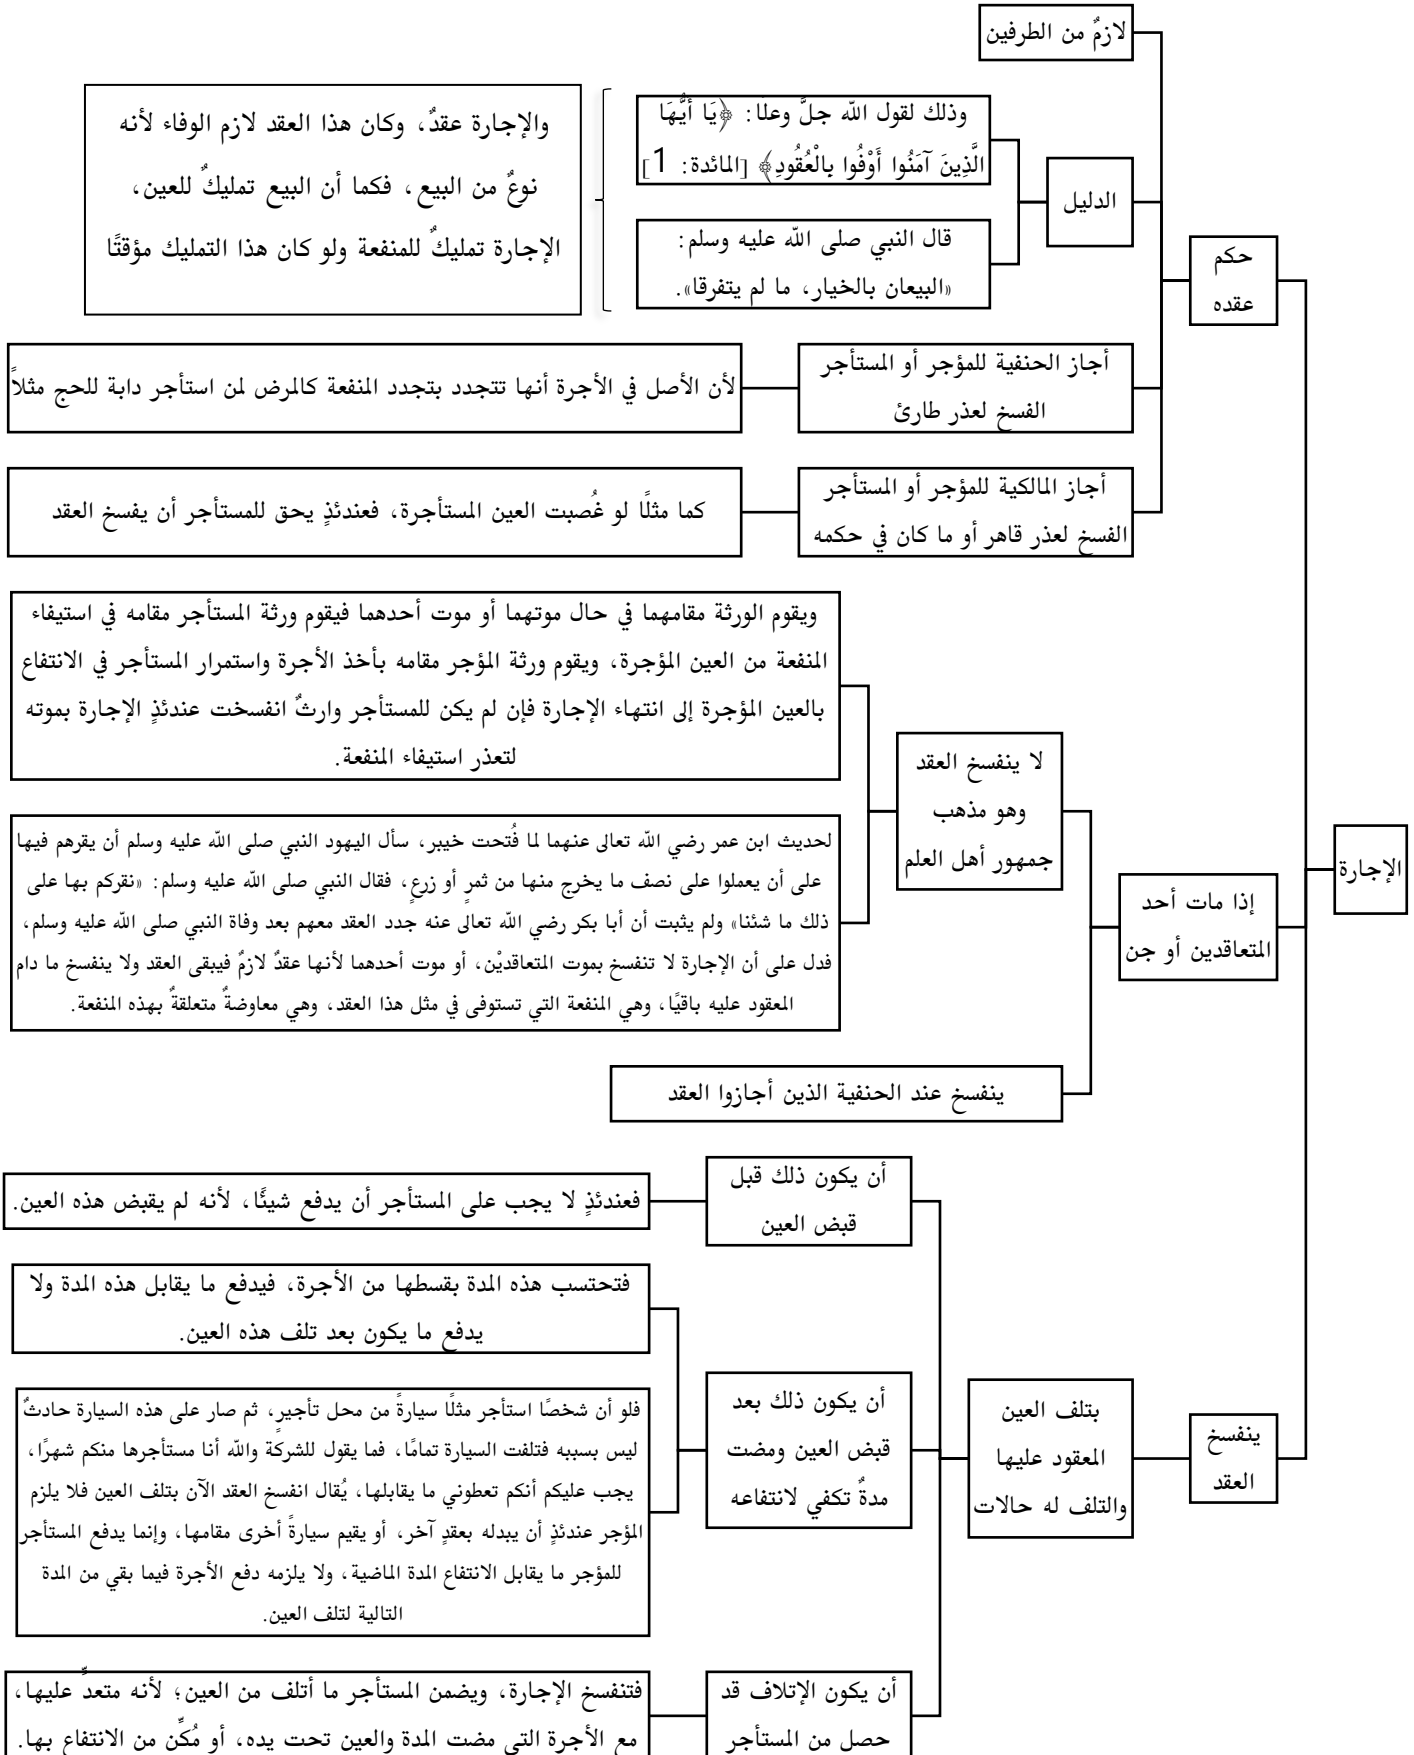 الإجارة
حكم
عقده
لازمٌ من الطرفين
الدليل
وذلك لقول الله جلَّ وعلَا: ﴿يَا أَيُّهَا
الَّذِينَ آمَنُوا أَوْفُوا بِالْعُقُودِ﴾ [المائدة: 1]
قال النبي صلى الله عليه وسلم:
«البيعان بالخيار، ما لم يتفرقا».
والإجارة عقدٌ، وكان هذا العقد لازم الوفاء لأنه
نوعٌ من البيع، فكما أن البيع تمليكٌ للعين،
الإجارة تمليكٌ للمنفعة ولو كان هذا التمليك مؤقتًا
أجاز الحنفية للمؤجر أو المستأجر
الفسخ لعذر طارئ
لأن الأصل في الأجرة أنها تتجدد بتجدد المنفعة كالمرض لمن استأجر دابة للحج مثلاً
أجاز المالكية للمؤجر أو المستأجر
الفسخ لعذر قاهر أو ما كان في حكمه
كما مثلًا لو غُصبت العين المستأجرة، فعندئذٍ يحق للمستأجر أن يفسخ العقد
إذا مات أحد
المتعاقدين أو جن
لا ينفسخ العقد
وهو مذهب
جمهور أهل العلم
ويقوم الورثة مقامهما في حال موتهما أو موت أحدهما فيقوم ورثة المستأجر مقامه في استيفاء
المنفعة من العين المؤجرة، ويقوم ورثة المؤجر مقامه بأخذ الأجرة واستمرار المستأجر في الانتفاع
بالعين المؤجرة إلى انتهاء الإجارة فإن لم يكن للمستأجر وارثٌ انفسخت عندئذٍ الإجارة بموته
لتعذر استيفاء المنفعة.
لحديث ابن عمر رضي الله تعالى عنهما لما فُتحت خيبر، سأل اليهود النبي صلى الله عليه وسلم أن يقرهم فيها
على أن يعملوا على نصف ما يخرج منها من ثمرٍ أو زرعٍ، فقال النبي صلى الله عليه وسلم: «نقركم بها على
ذلك ما شئنا» ولم يثبت أن أبا بكر رضي الله تعالى عنه جدد العقد معهم بعد وفاة النبي صلى الله عليه وسلم،
فدل على أن الإجارة لا تنفسخ بموت المتعاقديْن، أو موت أحدهما لأنها عقدٌ لازمٌ فيبقى العقد ولا ينفسخ ما دام
المعقود عليه باقيًا، وهي المنفعة التي تستوفى في مثل هذا العقد، وهي معاوضةٌ متعلقةٌ بهذه المنفعة.
ينفسخ عند الحنفية الذين أجازوا العقد
ينفسخ
العقد
بتلف العين
المعقود عليها
والتلف له حالات
أن يكون ذلك قبل
قبض العين
فعندئذٍ لا يجب على المستأجر أن يدفع شيئًا، لأنه لم يقبض هذه العين.
أن يكون ذلك بعد
قبض العين ومضت
مدةٌ تكفي لانتفاعه
فتحتسب هذه المدة بقسطها من الأجرة، فيدفع ما يقابل هذه المدة ولا
يدفع ما يكون بعد تلف هذه العين.
فلو أن شخصًا استأجر مثلًا سيارةً من محل تأجيرٍ، ثم صار على هذه السيارة حادثٌ
ليس بسببه فتلفت السيارة تمامًا، فما يقول للشركة والله أنا مستأجرها منكم شهرًا،
يجب عليكم أنكم تعطوني ما يقابلها، يُقال انفسخ العقد الآن بتلف العين فلا يلزم
المؤجر عندئذٍ أن يبدله بعقدٍ آخر، أو يقيم سيارةً أخرى مقامها، وإنما يدفع المستأجر
للمؤجر ما يقابل الانتفاع المدة الماضية، ولا يلزمه دفع الأجرة فيما بقي من المدة
التالية لتلف العين.
أن يكون الإتلاف قد
حصل من المستأجر
فتنفسخ الإجارة، ويضمن المستأجر ما أتلف من العين؛ لأنه متعدٍّ عليها،
مع الأجرة التي مضت المدة والعين تحت يده، أو مُكِّن من الانتفاع بها.